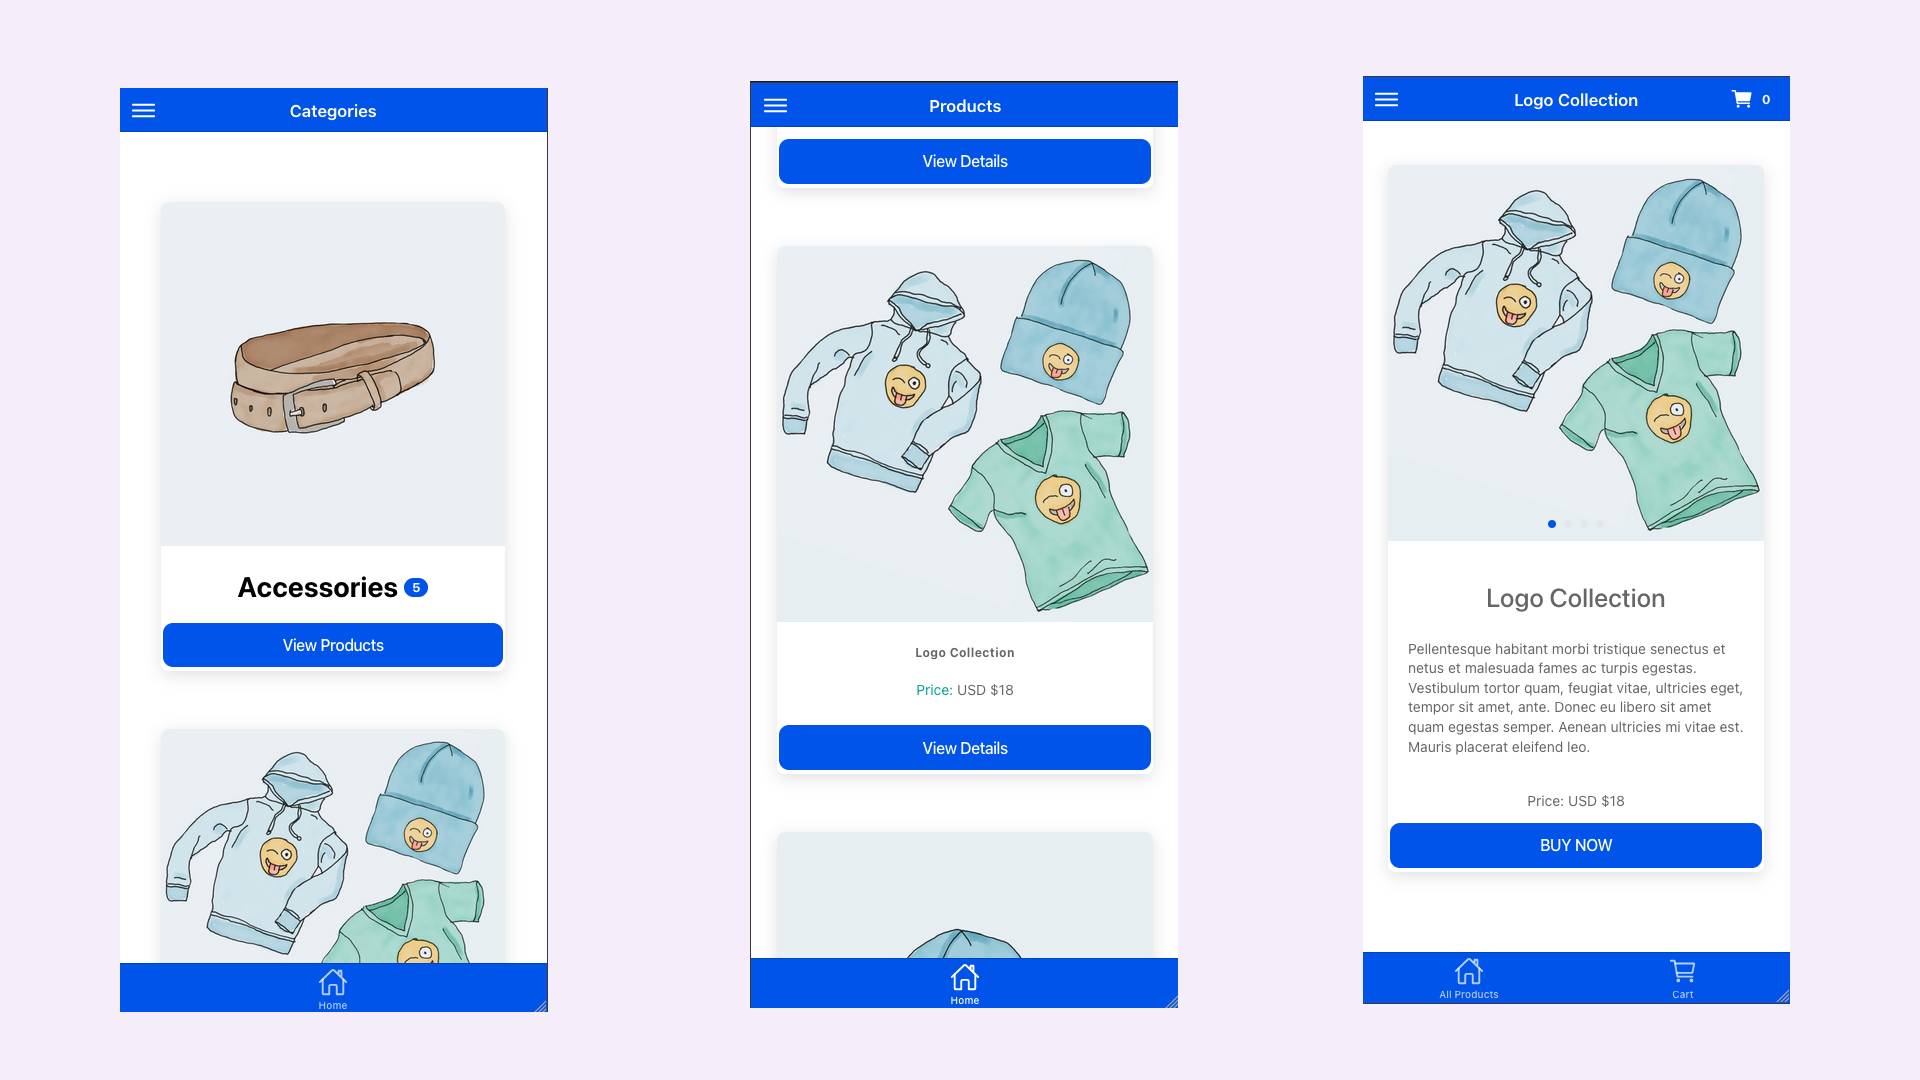 Categories
Accessories 5
View Products
Home
Products
View Details
Logo Collection
Price: USD $18
View Details
Home
Logo Collection 0
Logo Collection
Pellentesque habitant morbi tristique senectus et
netus et malesuada fames ac turpis egestas.
Vestibulum tortor quam, feugiat vitae, ultricies eget,
tempor sit amet, ante. Donec eu libero sit amet
quam egestas semper. Aenean ultricies mi vitae est.
Mauris placerat eleifend leo.
Price: USD $18
BUY NOW
All Products
Cart